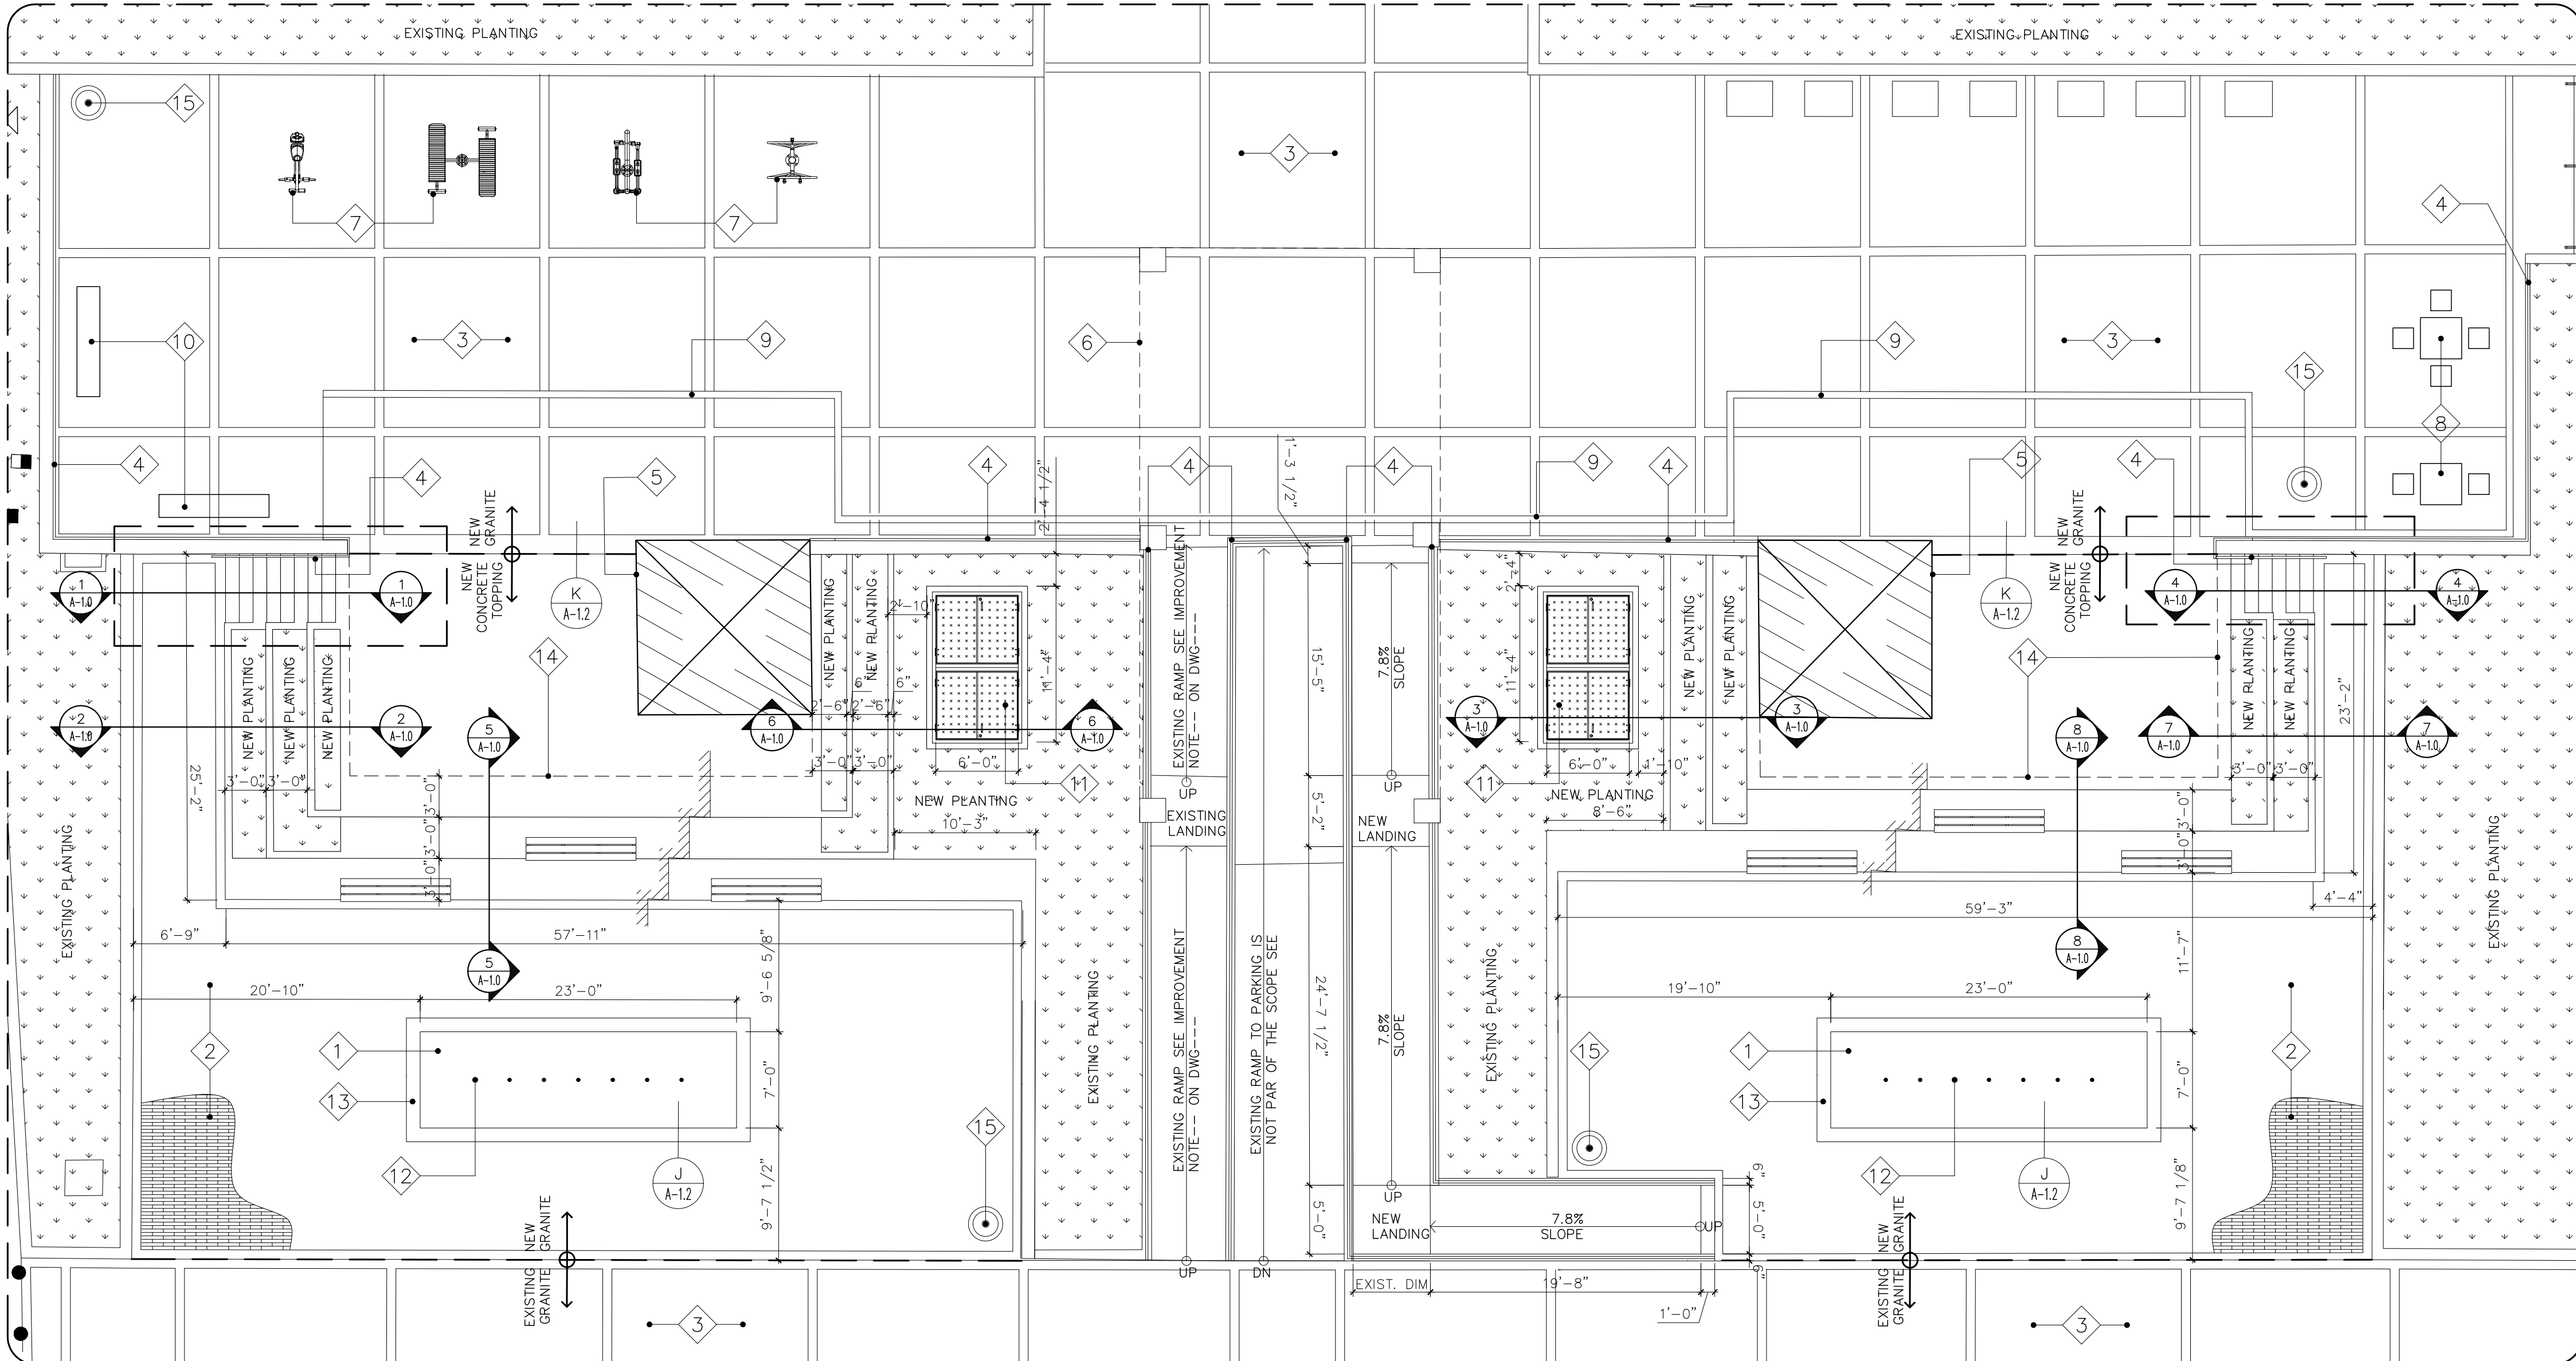 EXISTING PLANTING
EXISTING PLANTING
15
7
7
3
4
10
3
9
6
9
3
15
8
4
4
5
4
4
4
9
4
5
4
1'-3 1/2"
2'-4 1/2"
NEW
GRANITE
NEW
CONCRETE
TOPPING
NEW
GRANITE
NEW
CONCRETE
TOPPING
1
A-1.0
1
A-1.0
K
A-1.2
K
A-1.2
4
A-1.0
4
A-1.0
2'-4"
2'-10"
14
14
NEW PLANTING
NEW PLANTING
NEW PLANTING
NEW PLANTING
NEW PLANTING
11'-4"
EXISTING RAMP SEE IMPROVEMENT
NOTE-- ON DWG---
15'-5"
7.8%
SLOPE
11'-4"
NEW PLANTING
NEW PLANTING
NEW RLANTING
NEW RLANTING
23'-2"
6"
6"
2'-6"
2'-6"
2
A-1.0
2
A-1.0
5
A-1.0
6
A-1.0
6
A-1.0
3
A-1.0
3
A-1.0
8
A-1.0
7
A-1.0
7
A-1.0
25'-2"
3'-0"
3'-0"
3'-0"
3'-0"
3'-0"
3'-0"
3'-0"
6'-0"
11
11
6'-0"
1'-10"
3'-0"
3'-0"
3'-0"
3'-0"
UP
UP
NEW PLANTING
10'-3"
EXISTING
LANDING
5'-2"
NEW
LANDING
NEW PLANTING
8'-6"
EXISTING PLANTING
EXISTING PLANTING
6'-9"
57'-11"
59'-3"
4'-4"
5
A-1.0
8
A-1.0
9'-6 5/8"
11'-7"
20'-10"
23'-0"
19'-10"
23'-0"
EXISTING PLANTING
EXISTING RAMP SEE IMPROVEMENT
NOTE-- ON DWG---
EXISTING RAMP TO PARKING IS
NOT PAR OF THE SCOPE SEE
24'-7 1/2"
7.8%
SLOPE
EXISTING PLANTING
2
1
13
12
J
A-1.2
7'-0"
15
15
1
13
12
J
A-1.2
7'-0"
2
9'-7 1/2"
9'-7 1/8"
UP
5'-0"
NEW
LANDING
7.8%
SLOPE
UP
6"
5'-0"
6"
NEW
GRANITE
EXISTING
GRANITE
NEW
GRANITE
EXISTING
GRANITE
UP
DN
EXIST. DIM
19'-8"
1'-0"
3
3